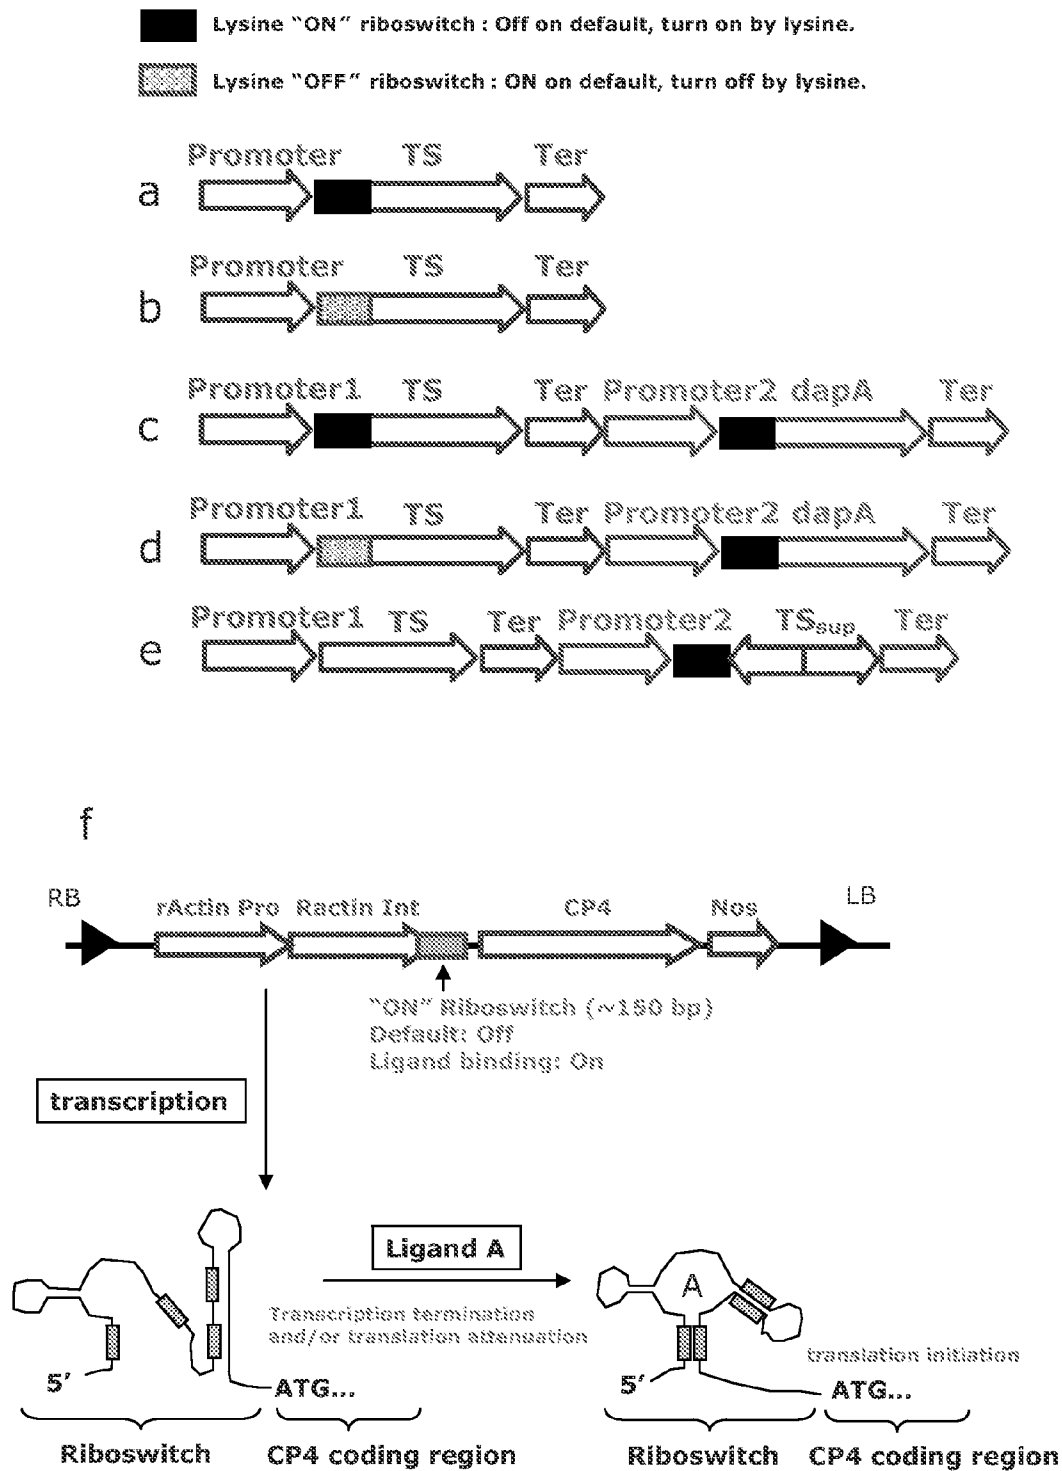 Lysine “ON” riboswitch : Off on default, turn on by lysine.
Lysine “OFF” riboswitch : ON on default, turn off by lysine.
Promoter TS Ter
a
Promoter TS Ter
b
Promoter1 TS Ter Promoter2 dapA Ter
c
Promoter1 TS Ter Promoter2 dapA Ter
d
Promoter1 TS Ter Promoter2 TSsup Ter
e
f
RB rActin Pro Ractin Int CP4 Nos LB
“ON” Riboswitch (~150 bp)
Default: Off
Ligand binding: On
transcription
Ligand A
A
Transcription termination
and/or translation attenuation
translation initiation
5’ ATG... 5’ ATG...
Riboswitch CP4 coding region Riboswitch CP4 coding region